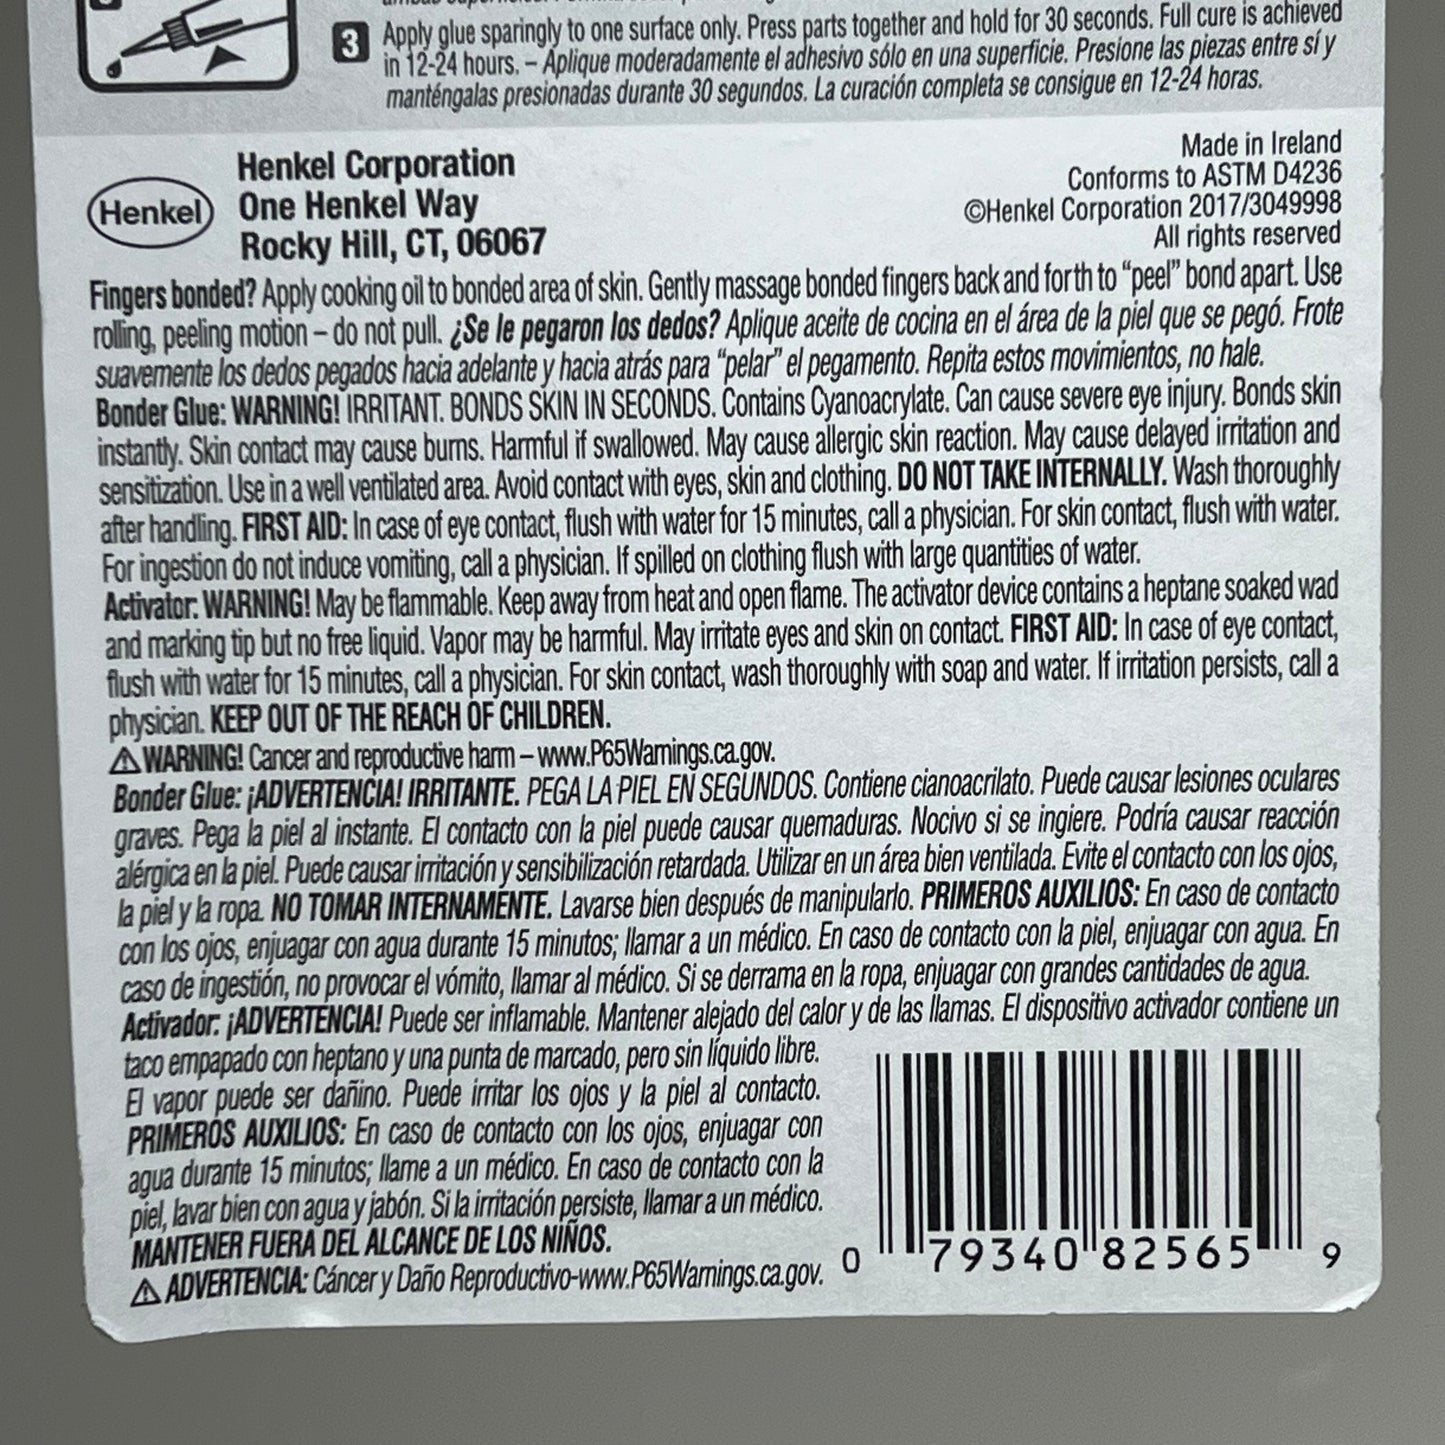 3 Apply glue sparingly to one surface only. Press parts together and hold for 30 seconds. Full cure is achieved
in 12-24 hours. – Aplique moderadamente el adhesivo sólo en una superficie. Presione las piezas entre sí y
manténgalas presionadas durante 30 segundos. La curación completa se consigue en 12-24 horas.
Henkel
Henkel Corporation
One Henkel Way
Rocky Hill, CT, 06067
Made in Ireland
Conforms to ASTM D4236
©Henkel Corporation 2017/3049998
All rights reserved
Fingers bonded? Apply cooking oil to bonded area of skin. Gently massage bonded fingers back and forth to “peel” bond apart. Use
rolling, peeling motion – do not pull. ¿Se le pegaron los dedos? Aplique aceite de cocina en el área de la piel que se pegó. Frote
suavemente los dedos pegados hacia adelante y hacia atrás para “pelar” el pegamento. Repita estos movimientos, no hale.
Bonder Glue: WARNING! IRRITANT. BONDS SKIN IN SECONDS. Contains Cyanoacrylate. Can cause severe eye injury. Bonds skin
instantly. Skin contact may cause burns. Harmful if swallowed. May cause allergic skin reaction. May cause delayed irritation and
sensitization. Use in a well ventilated area. Avoid contact with eyes, skin and clothing. DO NOT TAKE INTERNALLY. Wash thoroughly
after handling. FIRST AID: In case of eye contact, flush with water for 15 minutes, call a physician. For skin contact, flush with water.
For ingestion do not induce vomiting, call a physician. If spilled on clothing flush with large quantities of water.
Activator: WARNING! May be flammable. Keep away from heat and open flame. The activator device contains a heptane soaked wad
and marking tip but no free liquid. Vapor may be harmful. May irritate eyes and skin on contact. FIRST AID: In case of eye contact,
flush with water for 15 minutes, call a physician. For skin contact, wash thoroughly with soap and water. If irritation persists, call a
physician. KEEP OUT OF THE REACH OF CHILDREN.
⚠ WARNING! Cancer and reproductive harm – www.P65Warnings.ca.gov.
Bonder Glue: ¡ADVERTENCIA! IRRITANTE. PEGA LA PIEL EN SEGUNDOS. Contiene cianoacrilato. Puede causar lesiones oculares
graves. Pega la piel al instante. El contacto con la piel puede causar quemaduras. Nocivo si se ingiere. Podría causar reacción
alérgica en la piel. Puede causar irritación y sensibilización retardada. Utilizar en un área bien ventilada. Evite el contacto con los ojos,
la piel y la ropa. NO TOMAR INTERNAMENTE. Lavarse bien después de manipularlo. PRIMEROS AUXILIOS: En caso de contacto
con los ojos, enjuagar con agua durante 15 minutos; llamar a un médico. En caso de contacto con la piel, enjuagar con agua. En
caso de ingestión, no provocar el vómito, llamar al médico. Si se derrama en la ropa, enjuagar con grandes cantidades de agua.
Activador: ¡ADVERTENCIA! Puede ser inflamable. Mantener alejado del calor y de las llamas. El dispositivo activador contiene un
taco empapado con heptano y una punta de marcado, pero sin líquido libre.
El vapor puede ser dañino. Puede irritar los ojos y la piel al contacto.
PRIMEROS AUXILIOS: En caso de contacto con los ojos, enjuagar con
agua durante 15 minutos; llame a un médico. En caso de contacto con la
piel, lavar bien con agua y jabón. Si la irritación persiste, llamar a un médico.
MANTENER FUERA DEL ALCANCE DE LOS NIÑOS.
⚠ ADVERTENCIA: Cáncer y Daño Reproductivo-www.P65Warnings.ca.gov.
0 79340 82565 9